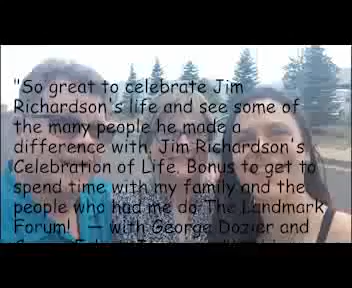 "So great to celebrate Jim
Richardson's life and see some of
the many people he made a
difference with. Jim Richardson's
Celebration of Life. Bonus to get to
spend time with my family and the
people who had me do The Landmark
Forum! — with George Dozier and